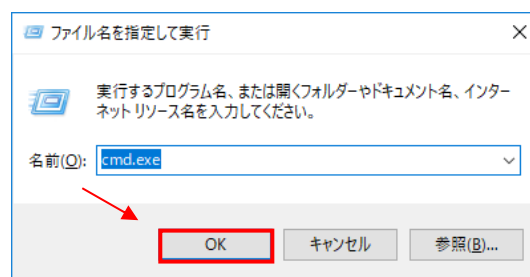 ファイル名を指定して実行
実行するプログラム名、または開くフォルダーやドキュメント名、インター
ネット リソース名を入力してください。
名前(O): cmd.exe
OK キャンセル 参照(B)...